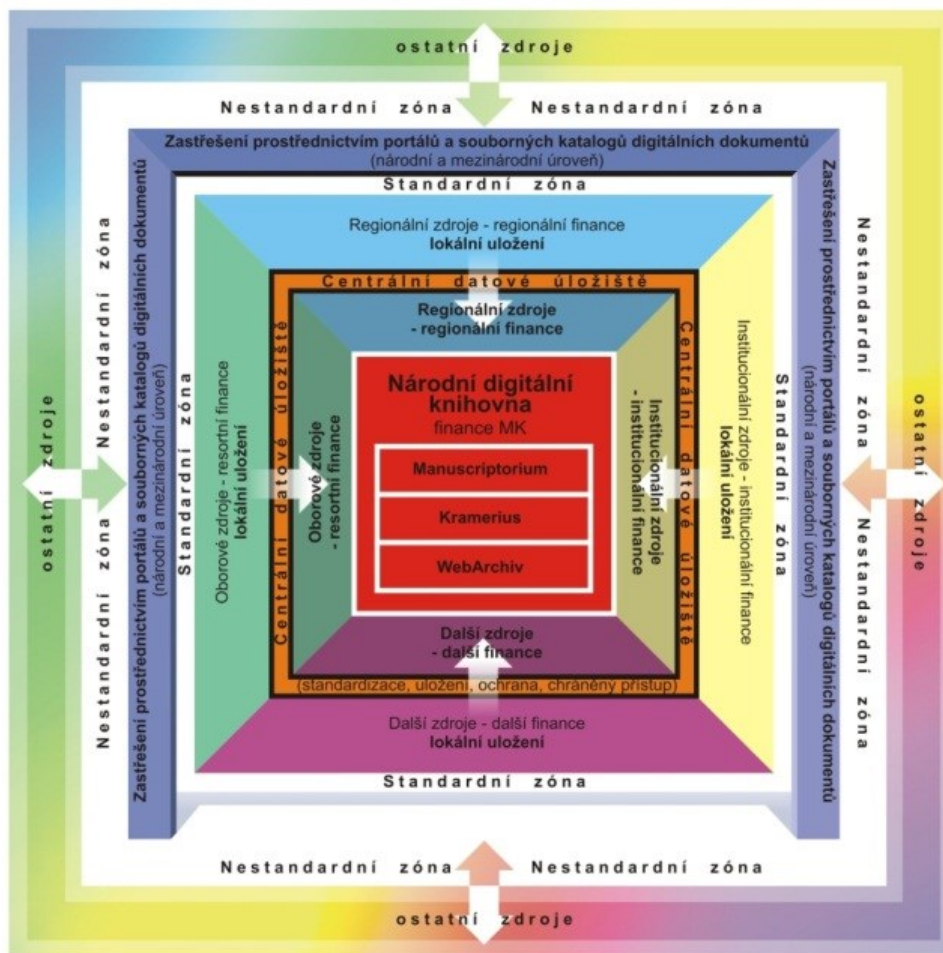 ostatní zdroje
Nestandardní zóna Nestandardní zóna
Zastřešení prostřednictvím portálů a souborných katalogů digitálních dokumentů
(národní a mezinárodní úroveň)
Standardní zóna
Regionální zdroje - regionální finance
lokální uložení
Centrální datové úložiště
Regionální zdroje
- regionální finance
ostatní zdroje
Nestandardní zóna Nestandardní zóna
Zastřešení prostřednictvím portálů a souborných katalogů digitálních dokumentů
(národní a mezinárodní úroveň)
Standardní zóna
Oborové zdroje - resortní finance
lokální uložení
Centrální datové úložiště
Oborové zdroje
- resortní finance
Národní digitální
knihovna
finance MK
Manuscriptorium
Kramerius
WebArchiv
Institucionální zdroje
- institucionální finance
Centrální datové úložiště
Institucionální zdroje - institucionální finance
lokální uložení
Standardní zóna
Zastřešení prostřednictvím portálů a souborných katalogů digitálních dokumentů
(národní a mezinárodní úroveň)
Nestandardní zóna Nestandardní zóna
ostatní zdroje
Další zdroje
- další finance
(standardizace, uložení, ochrana, chráněný přístup)
Další zdroje - další finance
lokální uložení
Standardní zóna
Nestandardní zóna Nestandardní zóna
ostatní zdroje